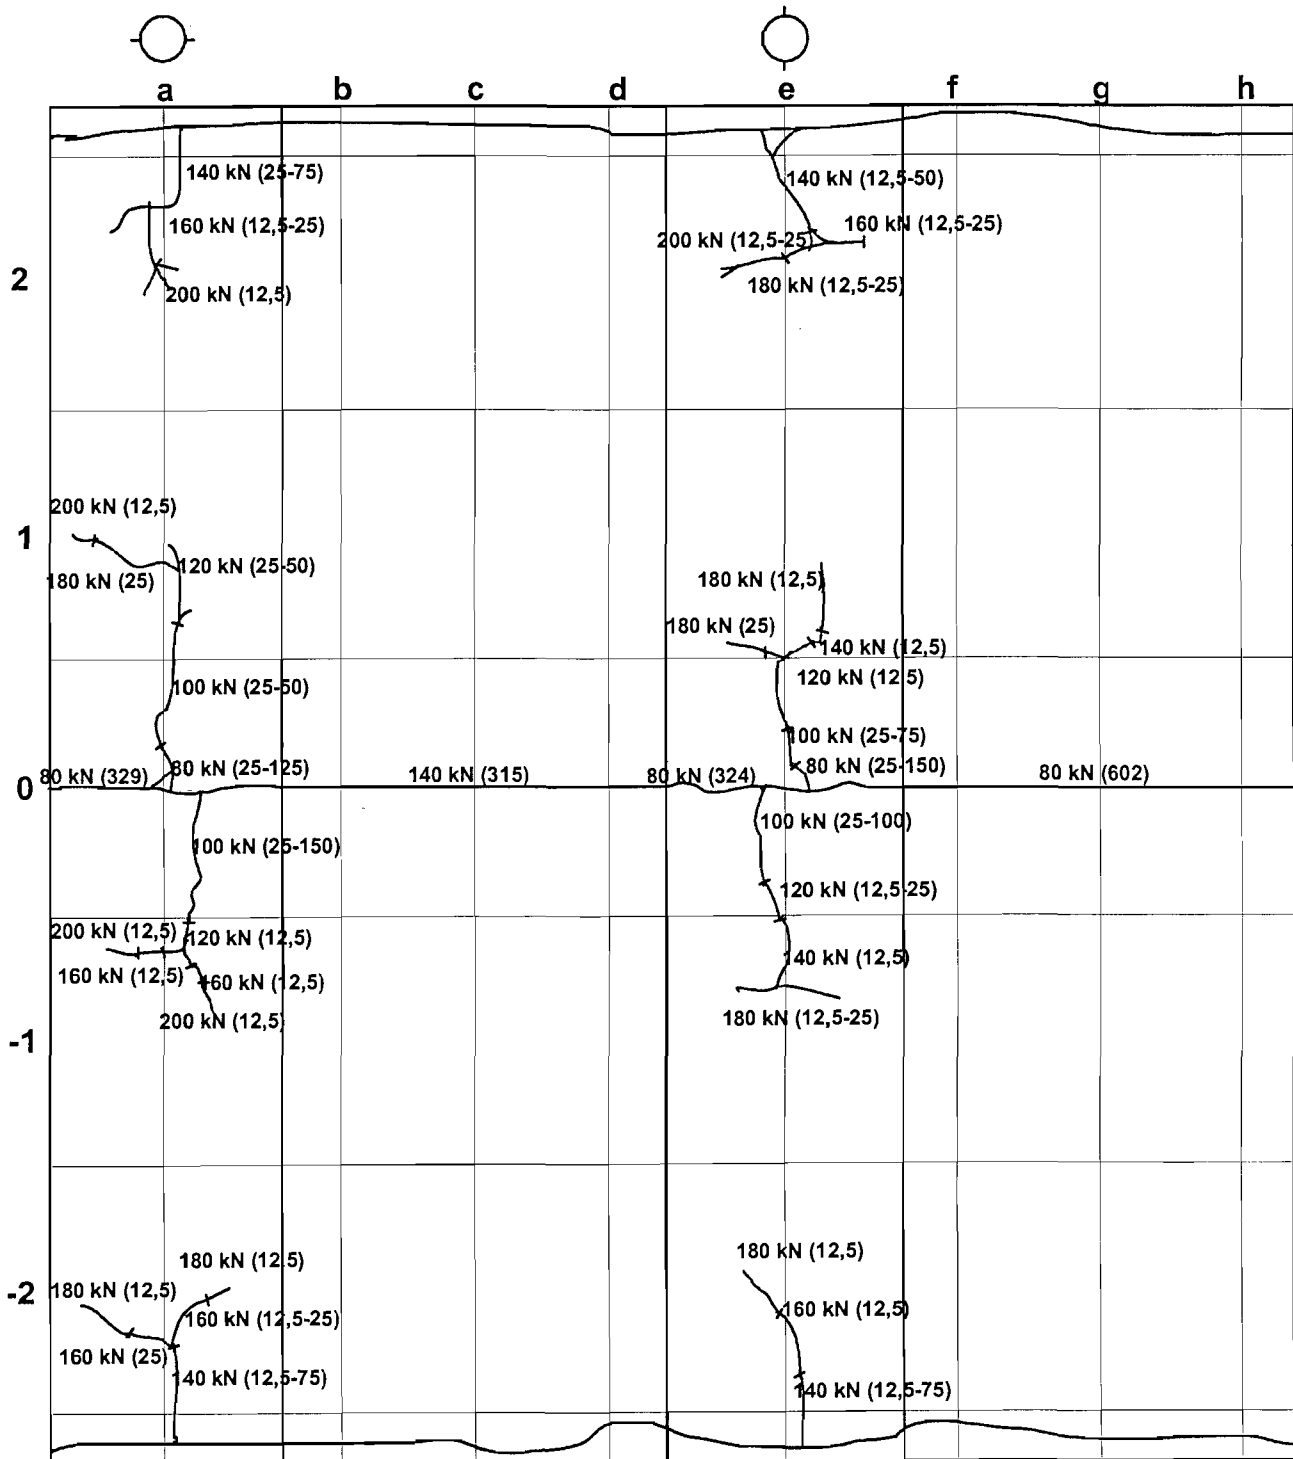 a b c d e f g h
140 kN (25-75)
140 kN (12,5-50)
160 kN (12,5-25)
160 kN (12,5-25)
200 kN (12,5-25)
2
180 kN (12,5-25)
200 kN (12,5)
200 kN (12,5)
1
120 kN (25-50)
180 kN (25)
180 kN (12,5)
180 kN (25)
140 kN (12,5)
120 kN (12,5)
100 kN (25-50)
100 kN (25-75)
80 kN (329)
80 kN (25-125)
140 kN (315)
80 kN (324)
80 kN (25-150)
80 kN (602)
0
100 kN (25-100)
100 kN (25-150)
120 kN (12,5-25)
200 kN (12,5)
120 kN (12,5)
140 kN (12,5)
160 kN (12,5)
160 kN (12,5)
200 kN (12,5)
180 kN (12,5-25)
-1
180 kN (12,5)
180 kN (12,5)
-2
180 kN (12,5)
160 kN (12,5)
160 kN (12,5-25)
160 kN (25)
140 kN (12,5-75)
140 kN (12,5-75)